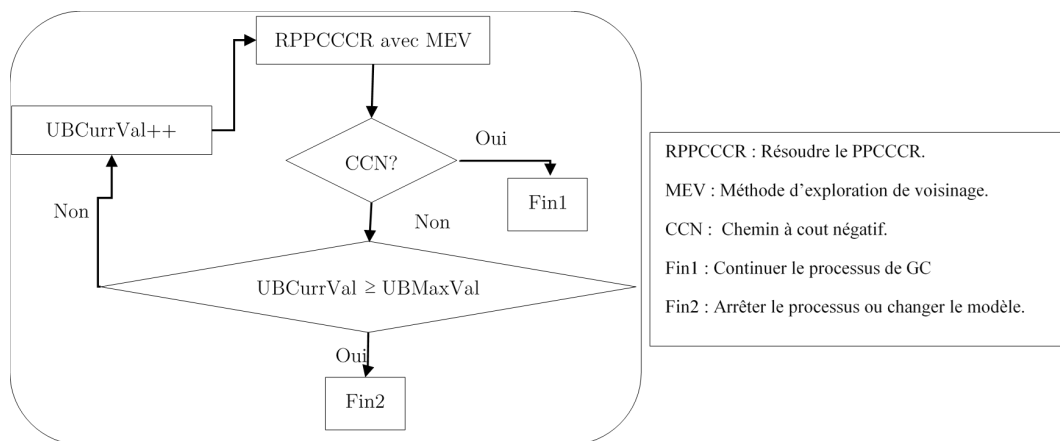 RPPCCCR avec MEV
UBCurrVal++
Oui
CCN?
Fin1
Non
Non
UBCurrVal ≥ UBMaxVal
Oui
Fin2
RPPCCCR : Résoudre le PPCCCR.
MEV : Méthode d'exploration de voisinage.
CCN : Chemin à cout négatif.
Fin1 : Continuer le processus de GC
Fin2 : Arrêter le processus ou changer le modèle.